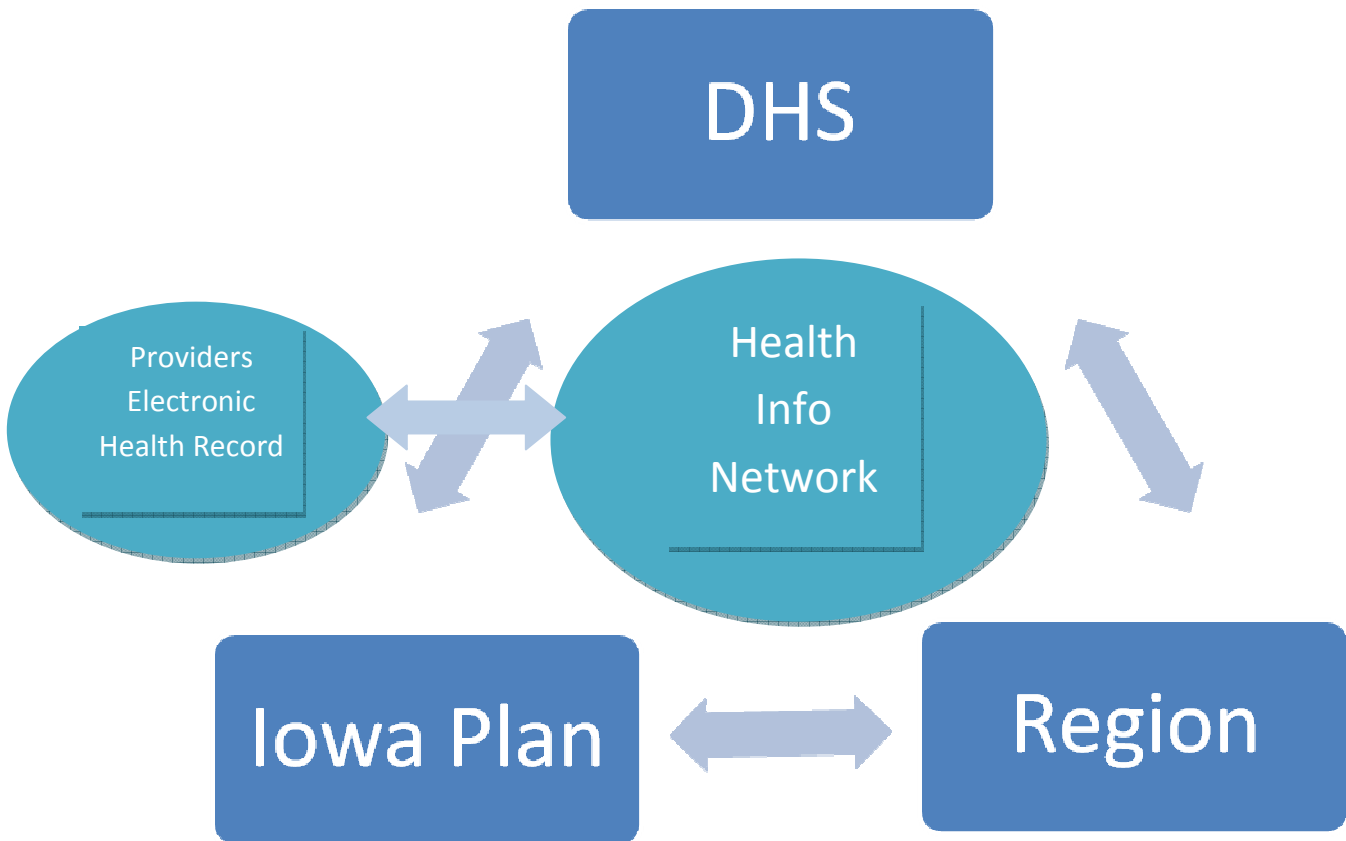 DHS
Providers
Electronic
Health Record
Health
Info
Network
Iowa Plan
Region